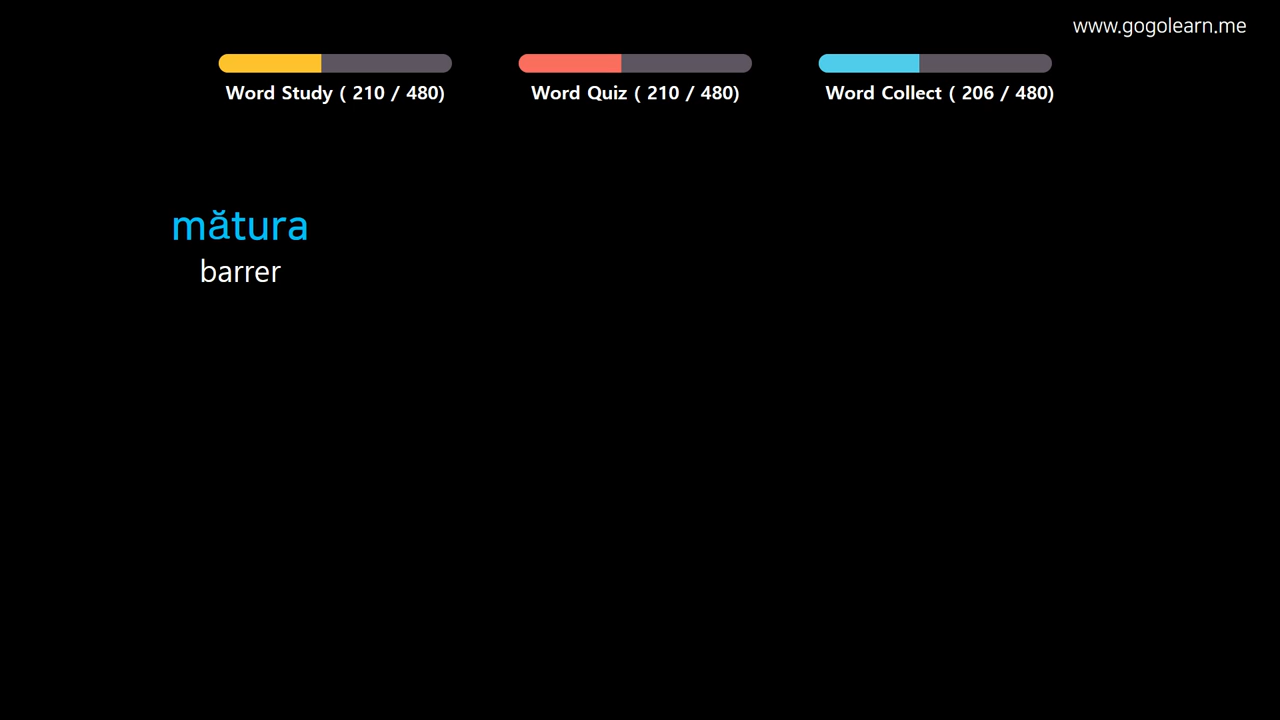 www.gogolearn.me
Word Study ( 210 / 480)
Word Quiz ( 210 / 480)
Word Collect ( 206 / 480)
mătura
barrer